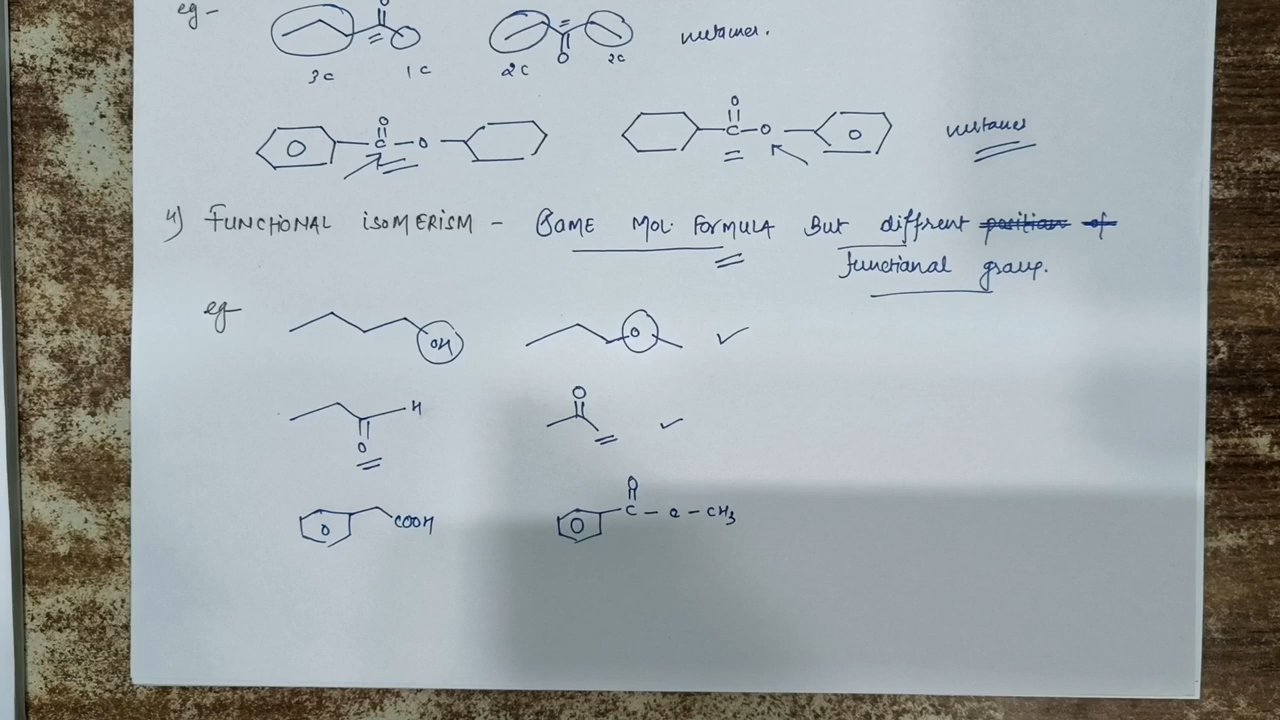 eg -
O
O
3C 1C 2C 2C metamer.
O O
C - O C - O metamer
4) FUNCTIONAL ISOMERISM - SAME MOL. FORMULA BUT diffrent position of
functional group.
eg
OH O
H O
O
O
COOH C - O - CH3